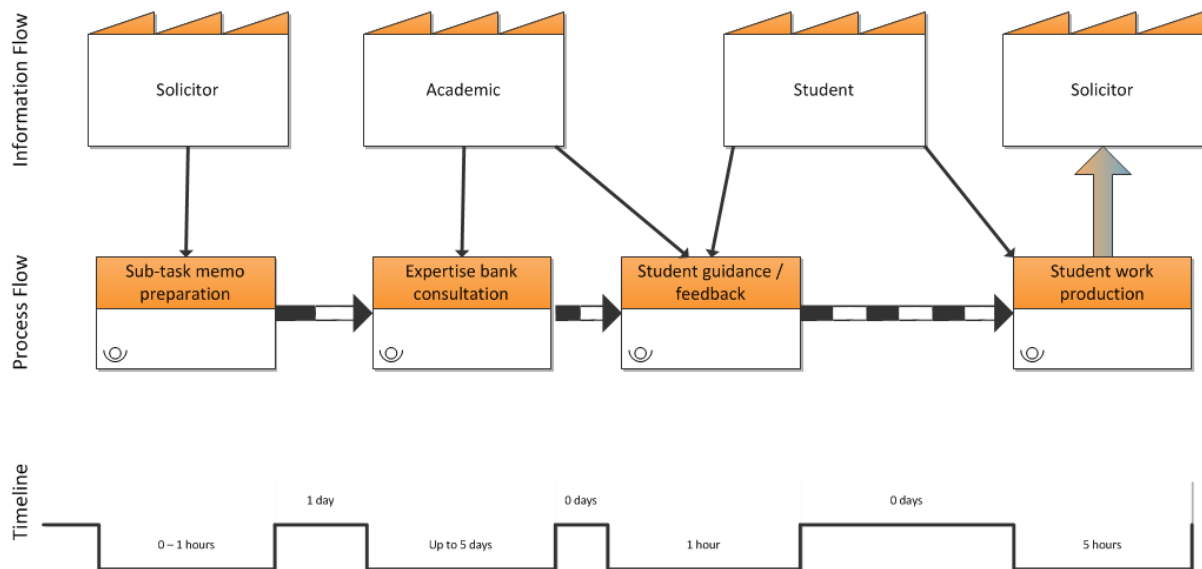 Information Flow
Solicitor
Academic
Student
Solicitor
Process Flow
Sub-task memo
preparation
Expertise bank
consultation
Student guidance /
feedback
Student work
production
Timeline
1 day
0 days
0 days
0 – 1 hours
Up to 5 days
1 hour
5 hours